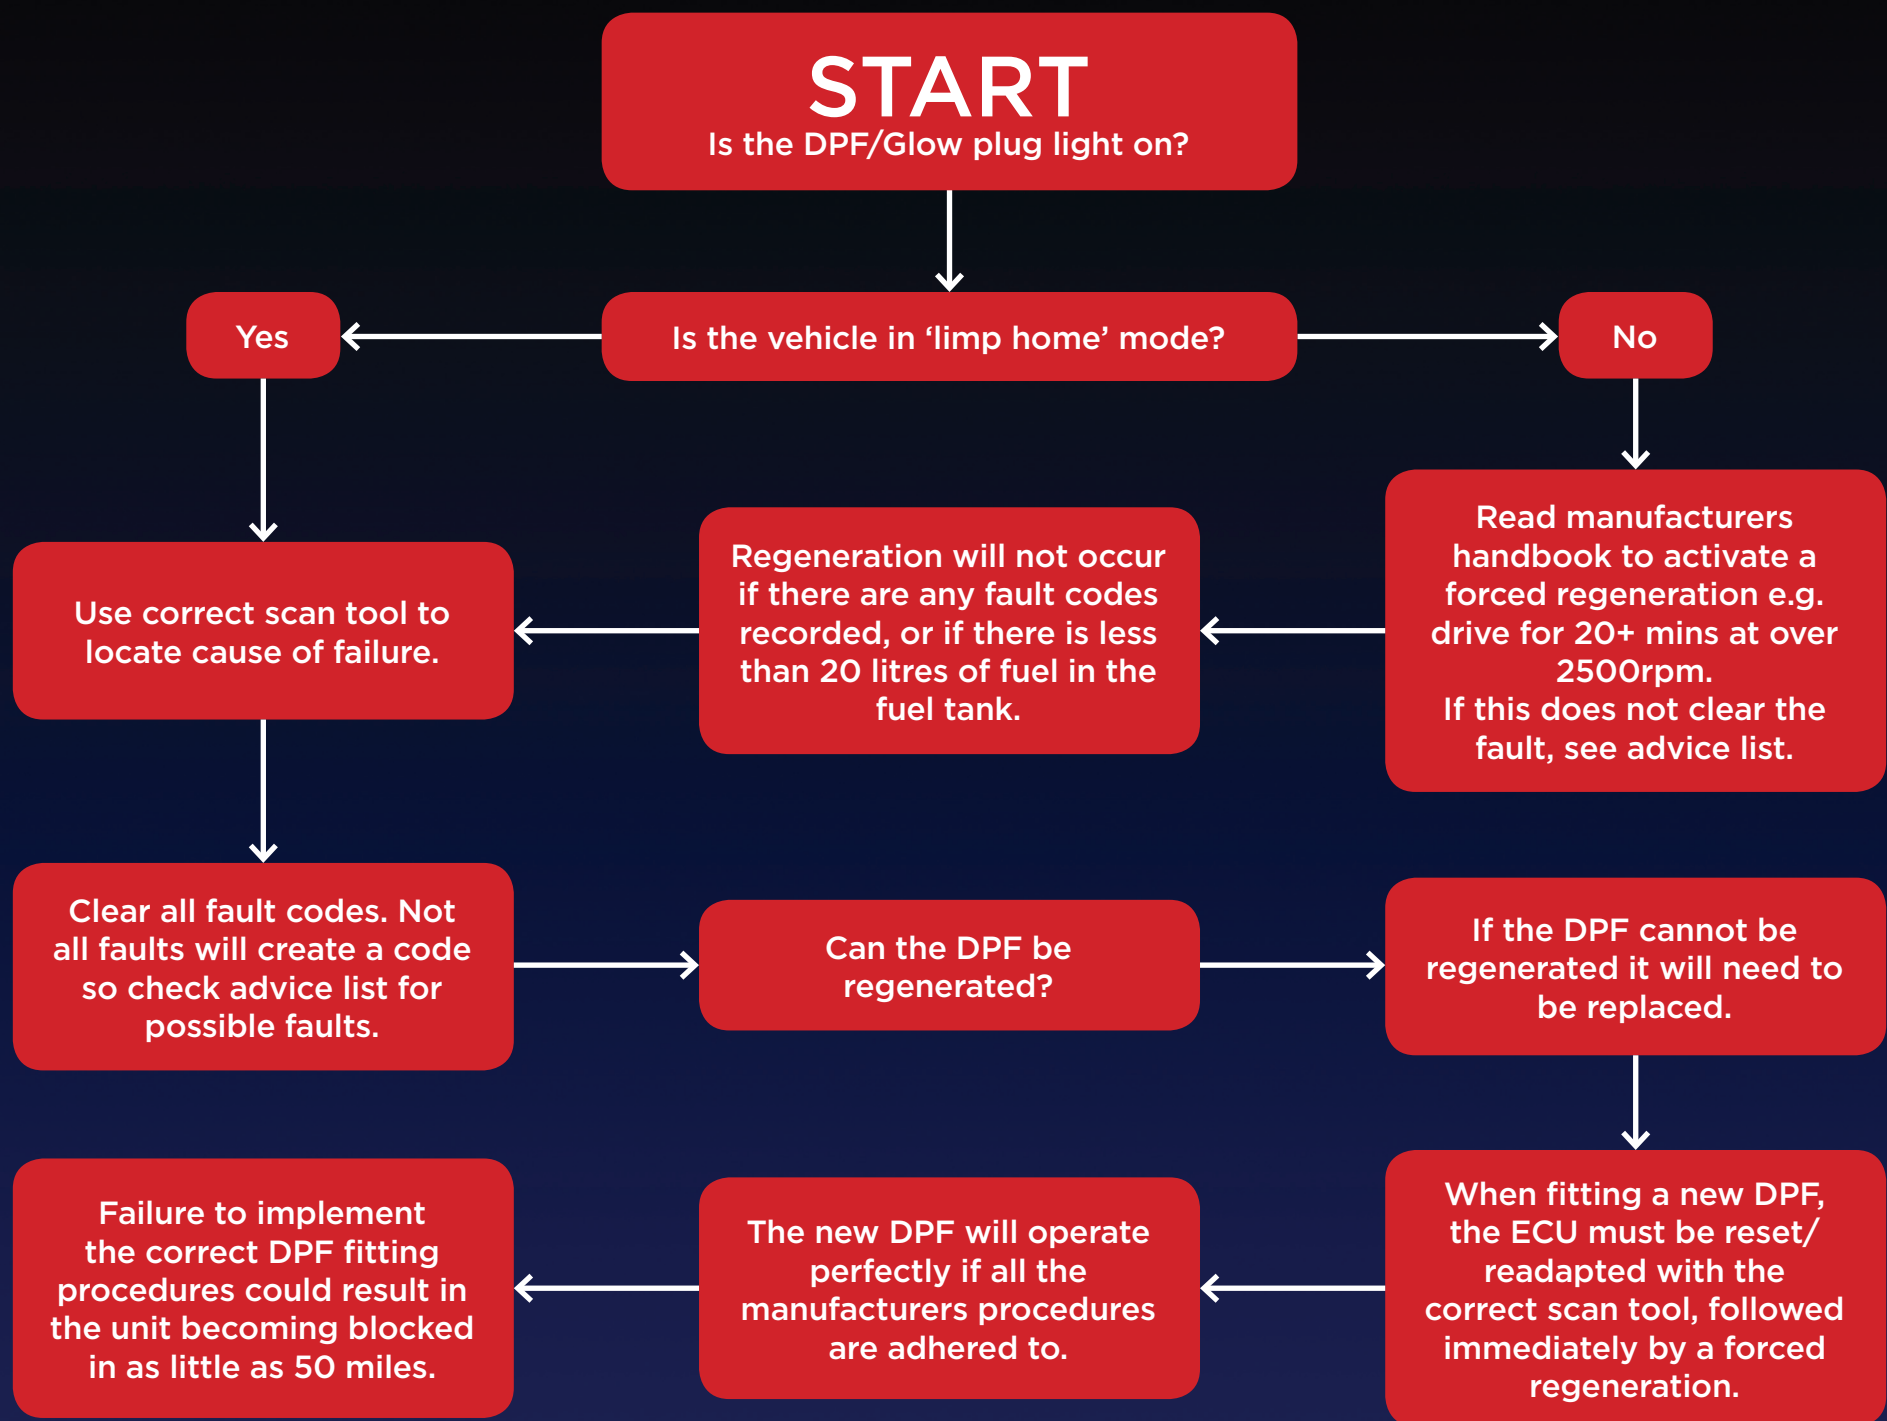 START
Is the DPF/Glow plug light on?
Yes
Is the vehicle in ‘limp home’ mode?
No
Use correct scan tool to
locate cause of failure.
Regeneration will not occur
if there are any fault codes
recorded, or if there is less
than 20 litres of fuel in the
fuel tank.
Read manufacturers
handbook to activate a
forced regeneration e.g.
drive for 20+ mins at over
2500rpm.
If this does not clear the
fault, see advice list.
Clear all fault codes. Not
all faults will create a code
so check advice list for
possible faults.
Can the DPF be
regenerated?
If the DPF cannot be
regenerated it will need to
be replaced.
Failure to implement
the correct DPF fitting
procedures could result in
the unit becoming blocked
in as little as 50 miles.
The new DPF will operate
perfectly if all the
manufacturers procedures
are adhered to.
When fitting a new DPF,
the ECU must be reset/
readapted with the
correct scan tool, followed
immediately by a forced
regeneration.